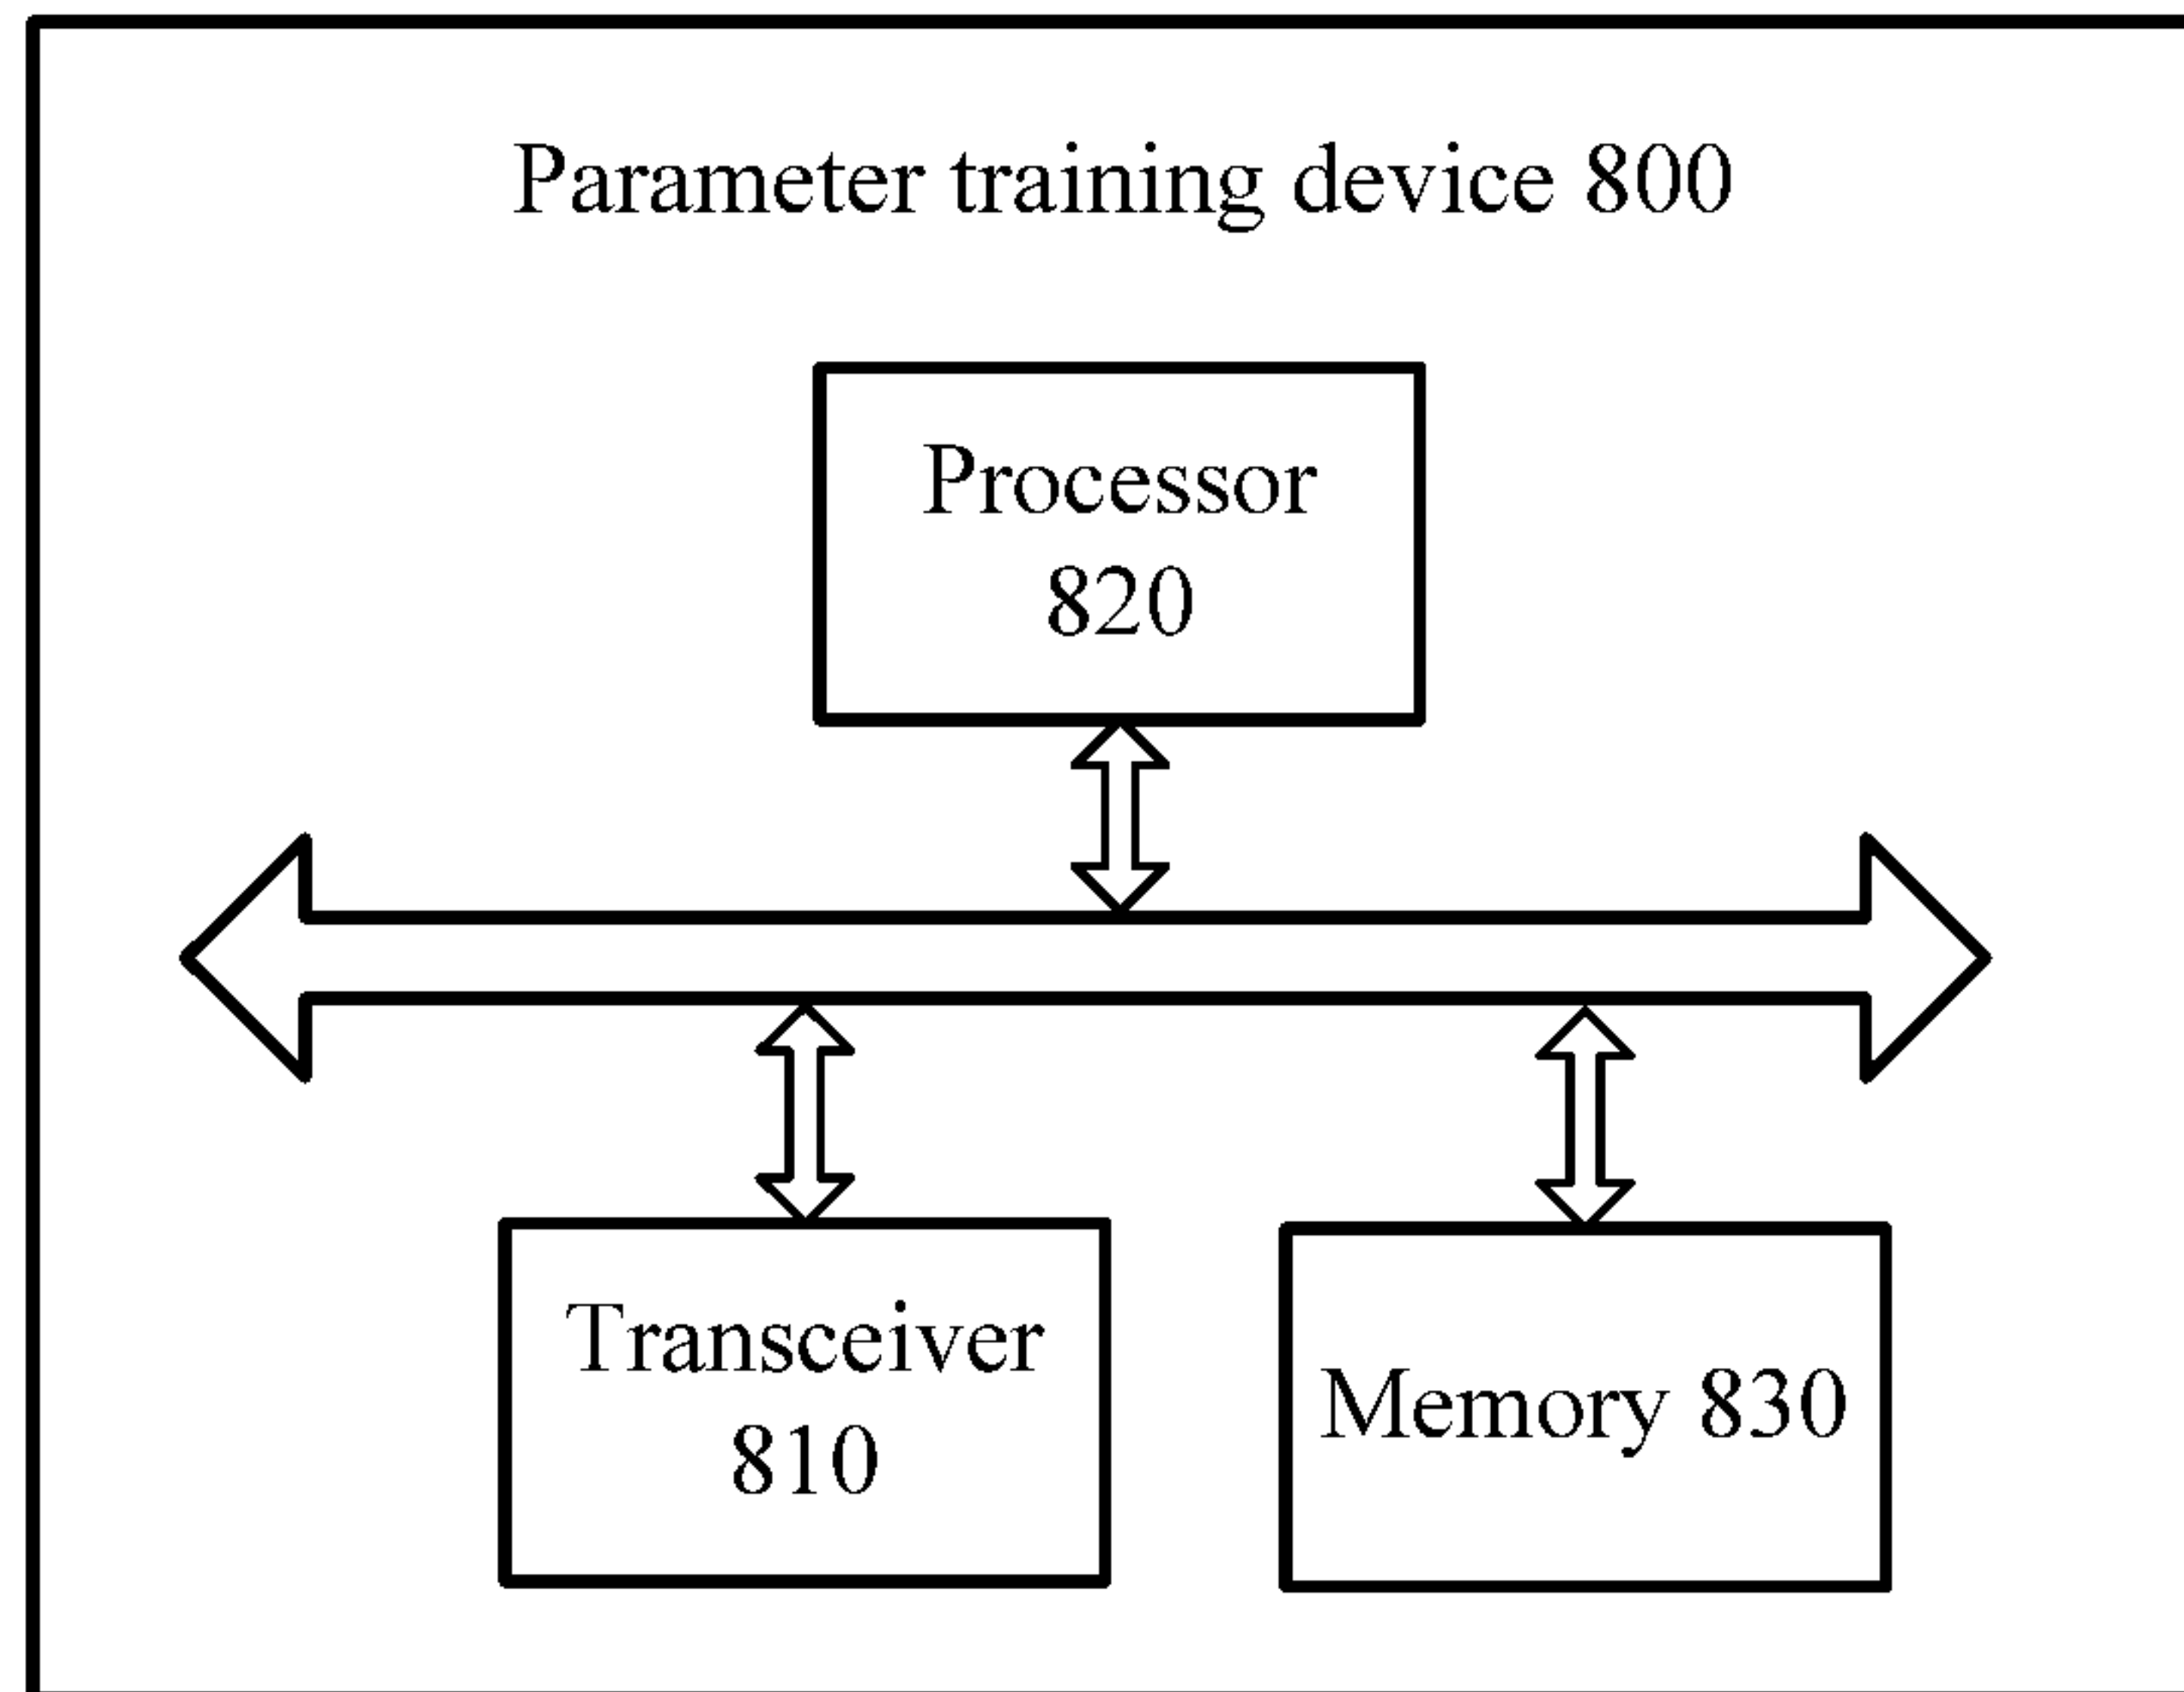 Parameter training device 800
Processor
820
Transceiver
810
Memory 830